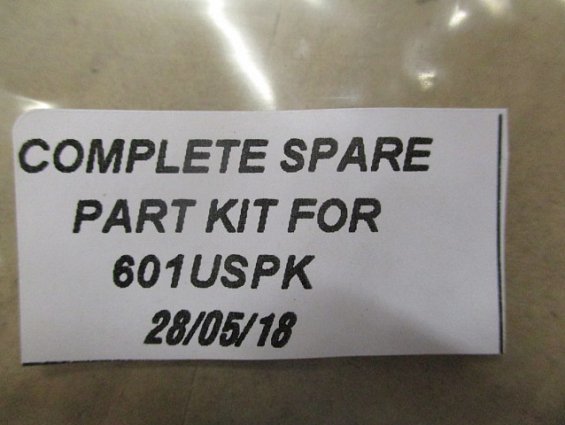 COMPLETE SPARE
PART KIT FOR
601USPK
28/05/18